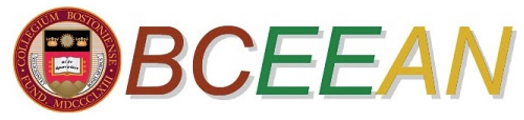 COLLEGIUM BOSTONIENSE
FUND. MDCCCLXIII
BCEEAN